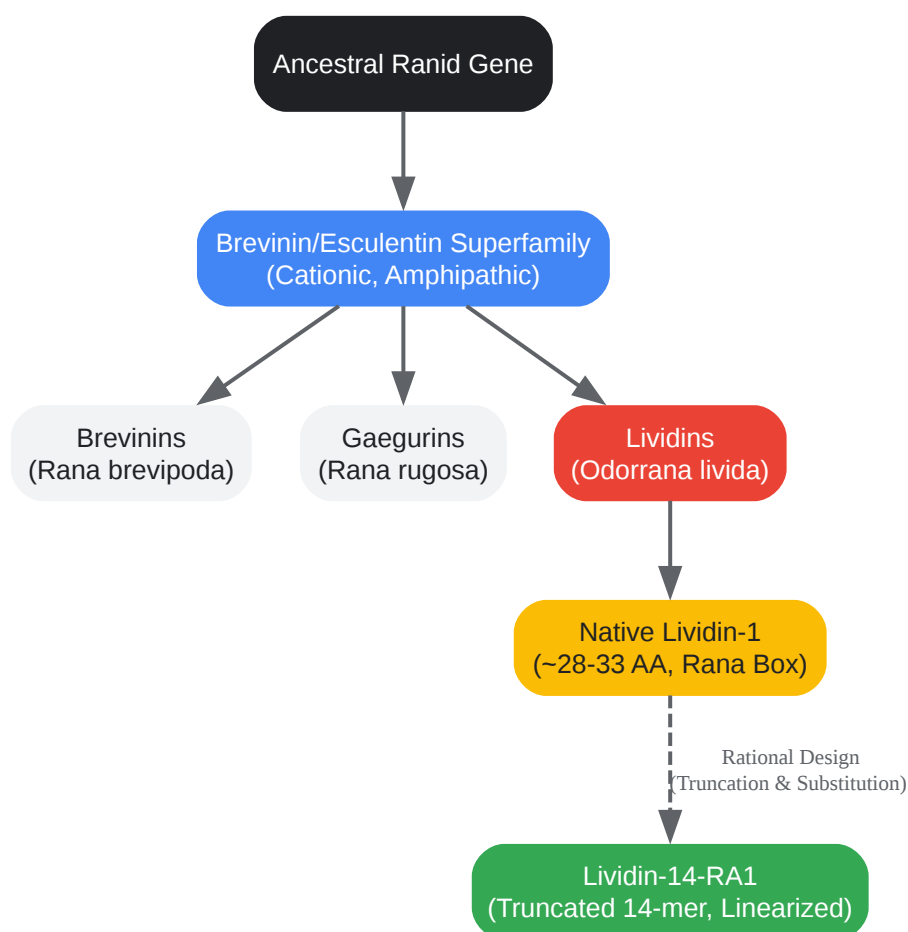 Ancestral Ranid Gene
Brevinin/Esculentin Superfamily
(Cationic, Amphipathic)
Brevinins
(Rana brevipoda)
Gaegurins
(Rana rugosa)
Lividins
(Odorrana livida)
Native Lividin-1
(~28-33 AA, Rana Box)
Rational Design
(Truncation & Substitution)
Lividin-14-RA1
(Truncated 14-mer, Linearized)